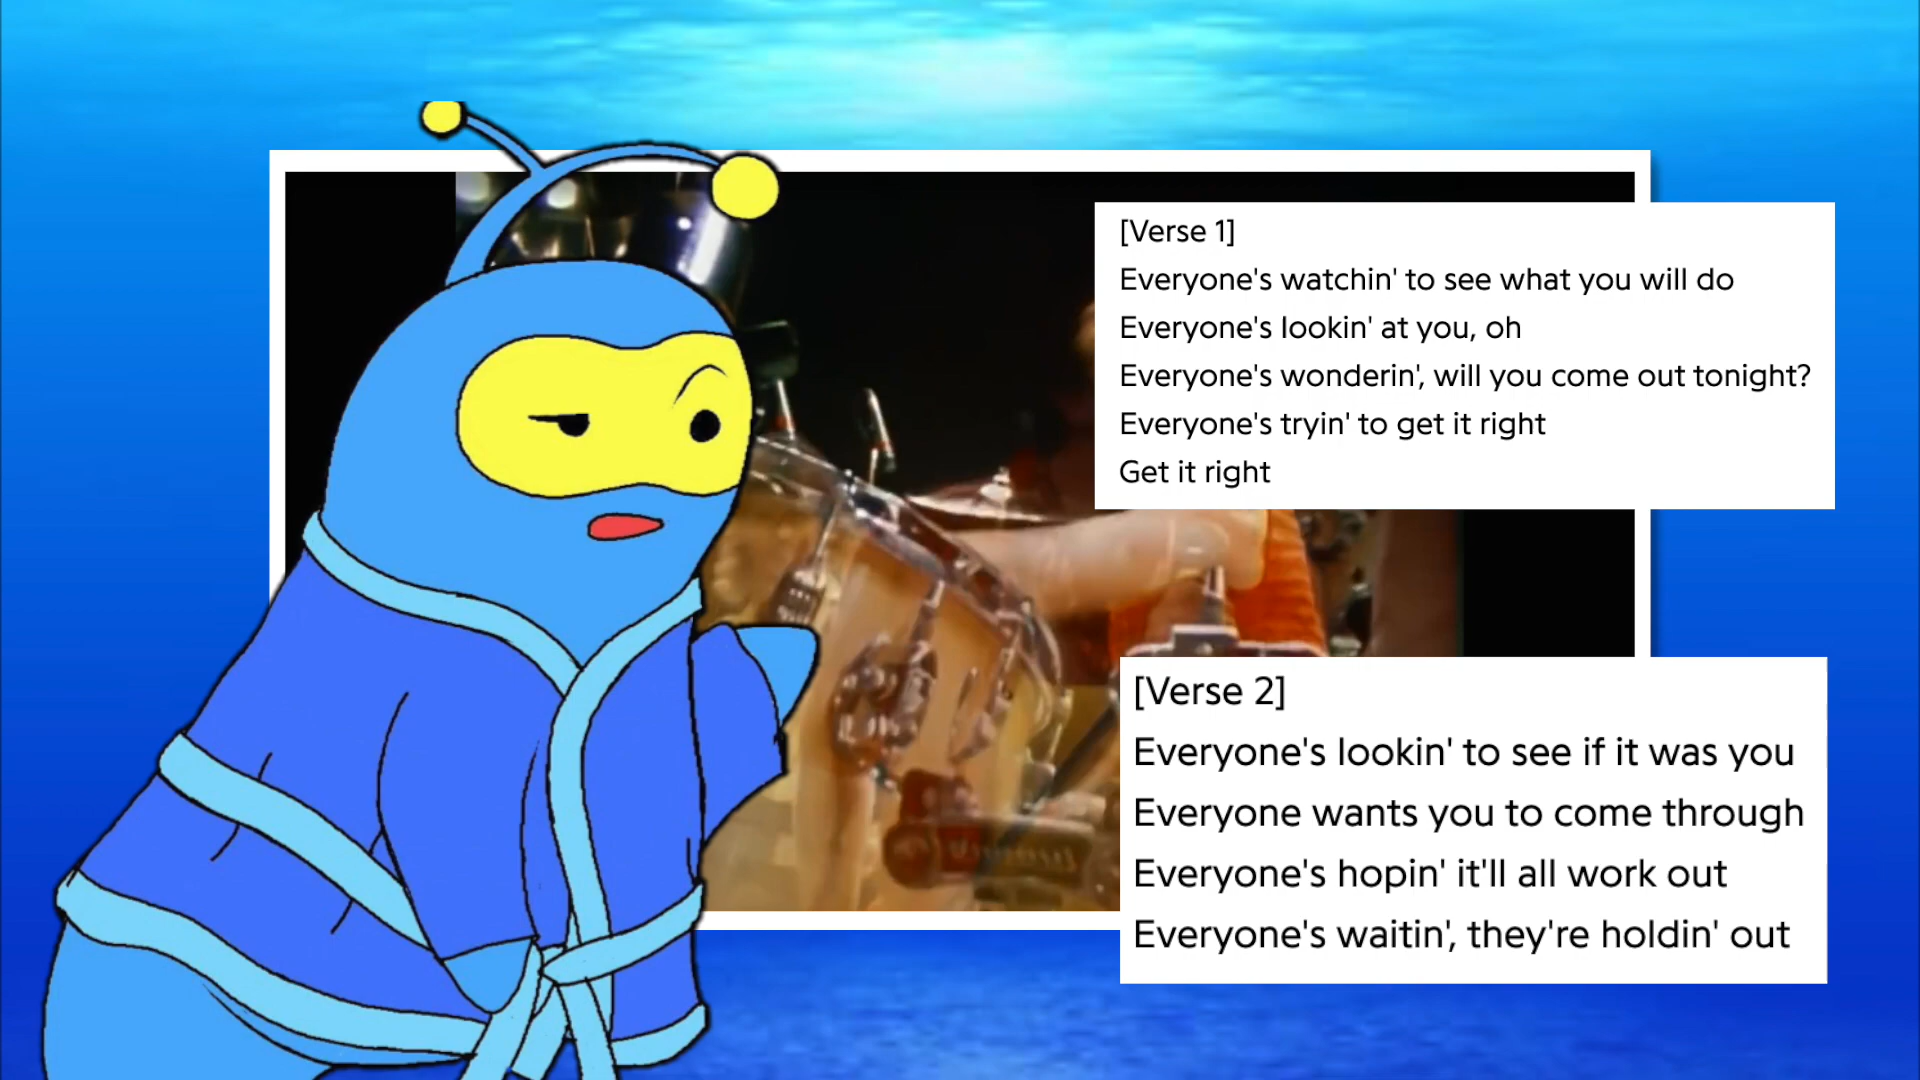 [Verse 1]
Everyone's watchin' to see what you will do
Everyone's lookin' at you, oh
Everyone's wonderin', will you come out tonight?
Everyone's tryin' to get it right
Get it right
[Verse 2]
Everyone's lookin' to see if it was you
Everyone wants you to come through
Everyone's hopin' it'll all work out
Everyone's waitin', they're holdin' out